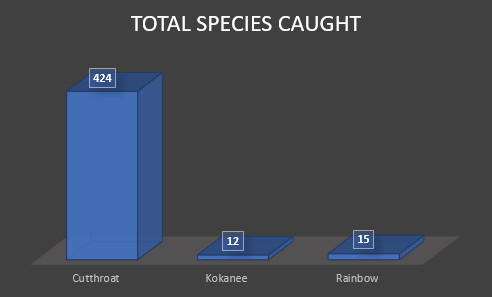 TOTAL SPECIES CAUGHT
424
12
15
Cutthroat
Kokanee
Rainbow